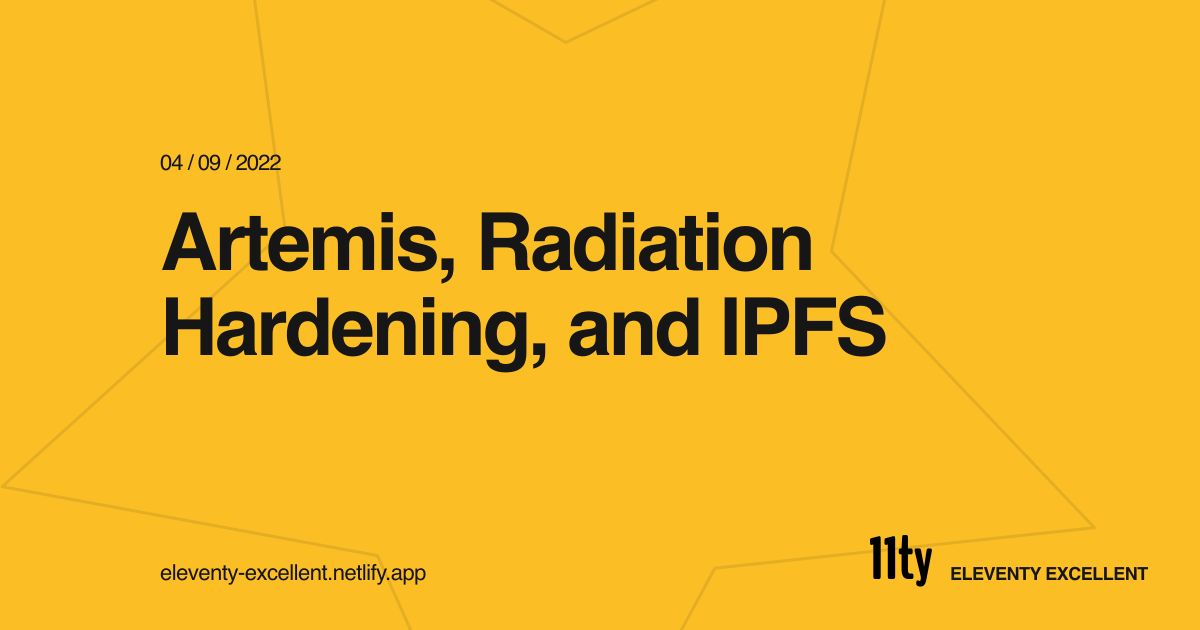 04 / 09 / 2022
Artemis, Radiation
Hardening, and IPFS
eleventy-excellent.netlify.app
11ty ELEVENTY EXCELLENT